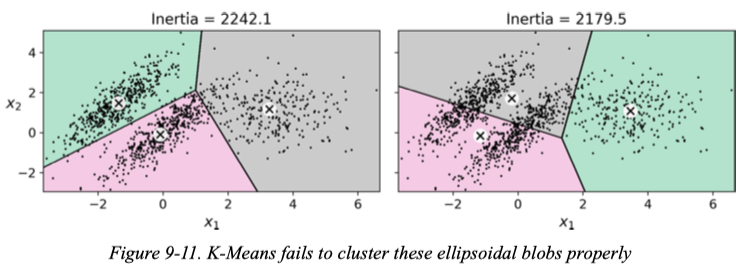 Inertia = 2242.1
Inertia = 2179.5
4
2
0
−2
x₂
−2
0
2
4
6
−2
0
2
4
6
x₁
x₁
Figure 9-11. K-Means fails to cluster these ellipsoidal blobs properly